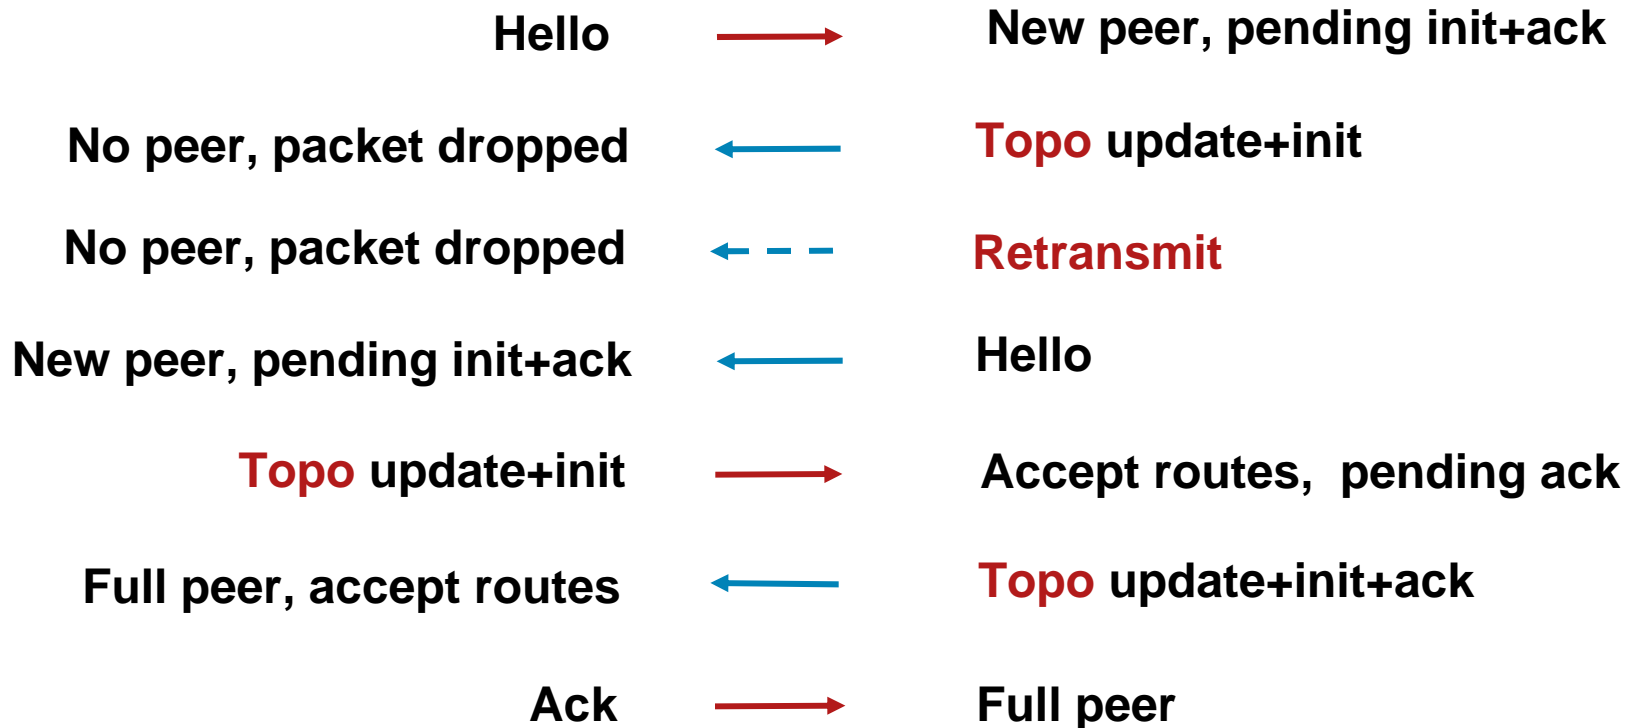 Hello
New peer, pending init+ack
No peer, packet dropped
Topo update+init
No peer, packet dropped
Retransmit
New peer, pending init+ack
Hello
Topo update+init
Accept routes,  pending ack
Full peer, accept routes
Topo update+init+ack
Ack
Full peer